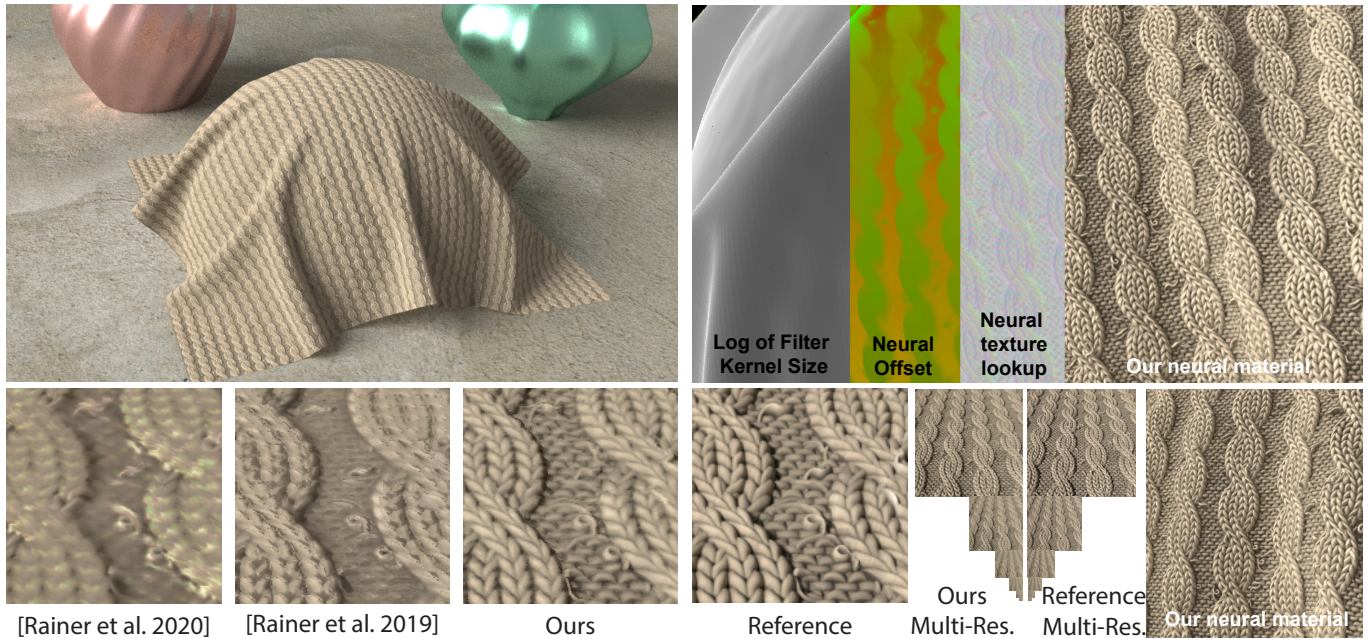 Log of Filter
Kernel Size
Neural
Offset
Neural
texture
lookup
Our neural material
[Rainer et al. 2020]
[Rainer et al. 2019]
Ours
Reference
Ours
Multi-Res.
Reference
Multi-Res.
Our neural material